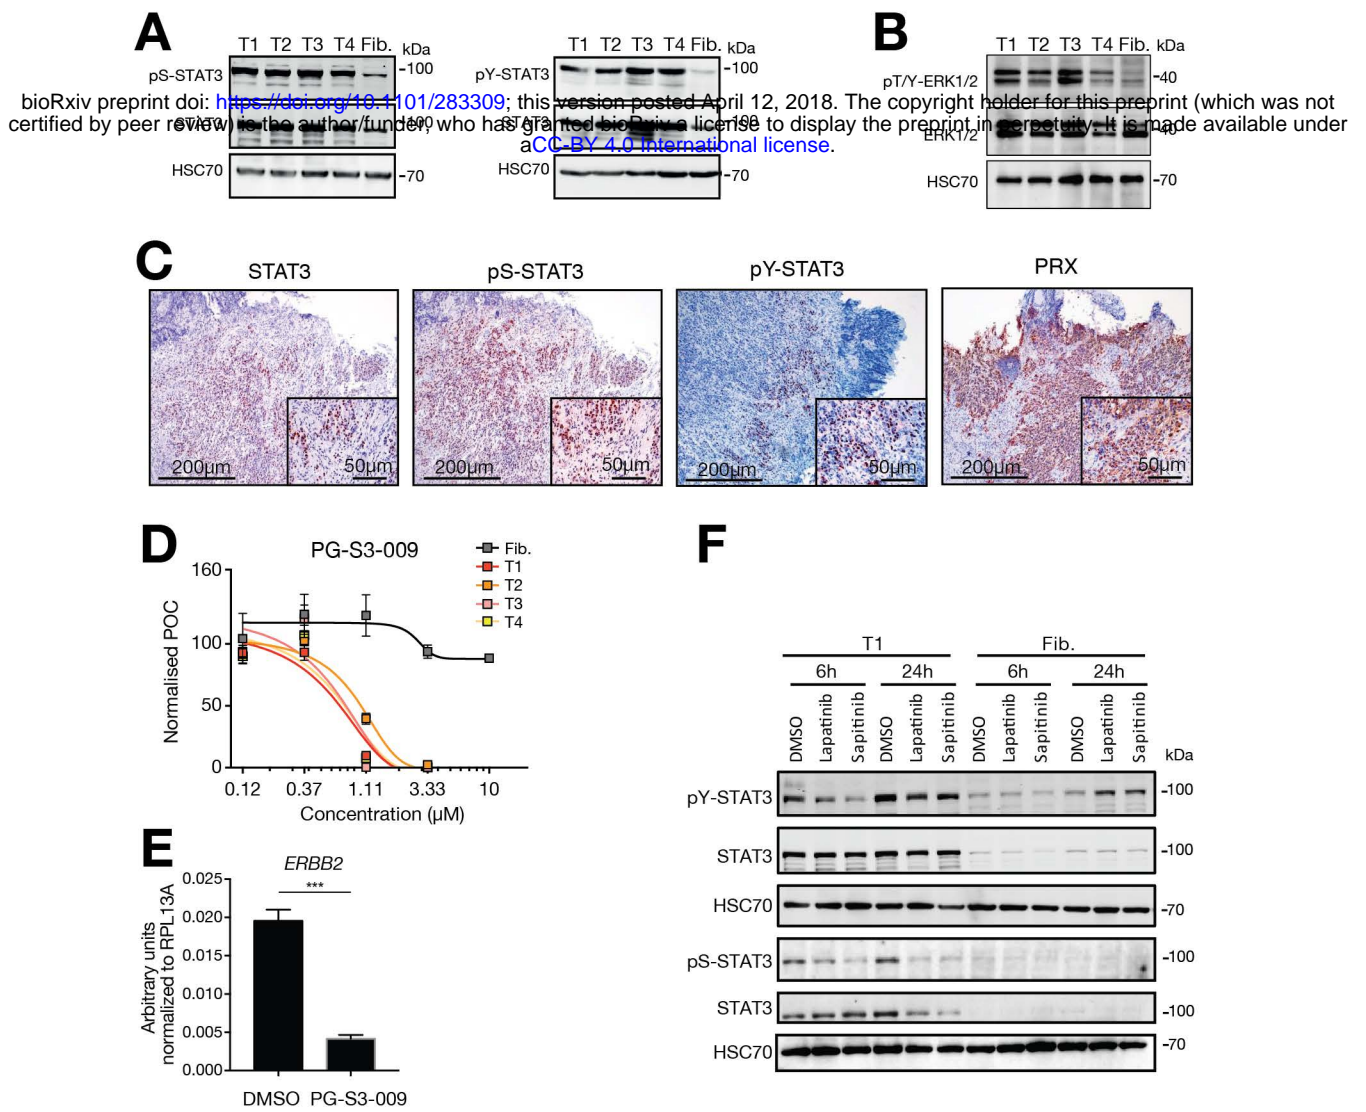 A
T1 T2 T3 T4 Fib. kDa
pS-STAT3 -100
STAT3 -100
HSC70 -70
T1 T2 T3 T4 Fib. kDa
pY-STAT3 -100
STAT3 -100
HSC70 -70
B
T1 T2 T3 T4 Fib. kDa
pT/Y-ERK1/2 -40
ERK1/2 -40
HSC70 -70
bioRxiv preprint doi: https://doi.org/10.1101/283309; this version posted April 12, 2018. The copyright holder for this preprint (which was not
certified by peer review) is the author/funder, who has granted bioRxiv a license to display the preprint in perpetuity. It is made available under
aCC-BY 4.0 International license.
C
STAT3 pS-STAT3 pY-STAT3 PRX
200µm 50µm 200µm 50µm 200µm 50µm 200µm 50µm
D
PG-S3-009
Fib.
T1
T2
T3
T4
Normalised POC
160
100
50
0
0.12 0.37 1.11 3.33 10
Concentration (µM)
E
ERBB2
***
Arbitrary units
normalized to RPL13A
0.025
0.020
0.015
0.010
0.005
0.000
DMSO PG-S3-009
F
T1 Fib.
6h 24h 6h 24h
DMSO Lapatinib Sapitinib DMSO Lapatinib Sapitinib DMSO Lapatinib Sapitinib DMSO Lapatinib Sapitinib
kDa
pY-STAT3 -100
STAT3 -100
HSC70 -70
pS-STAT3 -100
STAT3 -100
HSC70 -70